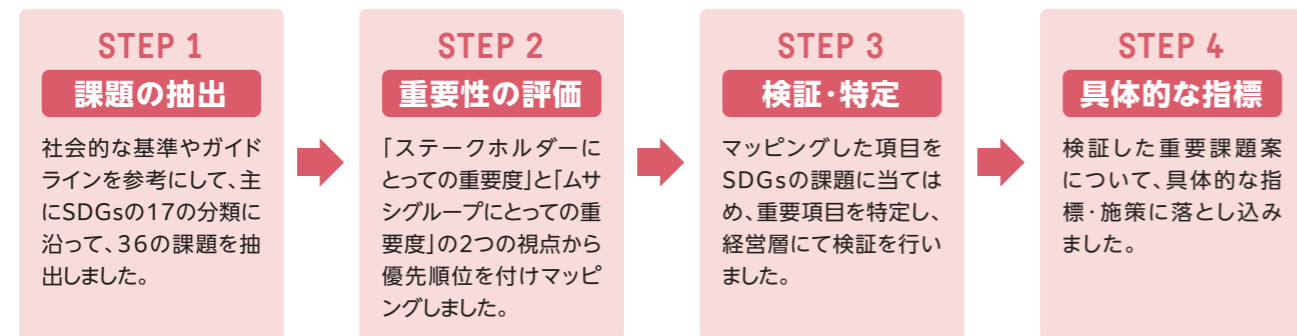 STEP 1
課題の抽出
社会的な基準やガイド
ラインを参考にして、主
にSDGsの17の分類に
沿って、36の課題を抽
出しました。
STEP 2
重要性の評価
「ステークホルダーに
とっての重要度」と「ムサ
シグループにとっての重
要度」の2つの視点から
優先順位を付けマッピ
ングしました。
STEP 3
検証・特定
マッピングした項目を
SDGsの課題に当ては
め、重要項目を特定し、
経営層にて検証を行い
ました。
STEP 4
具体的な指標
検証した重要課題案
について、具体的な指
標・施策に落とし込み
ました。